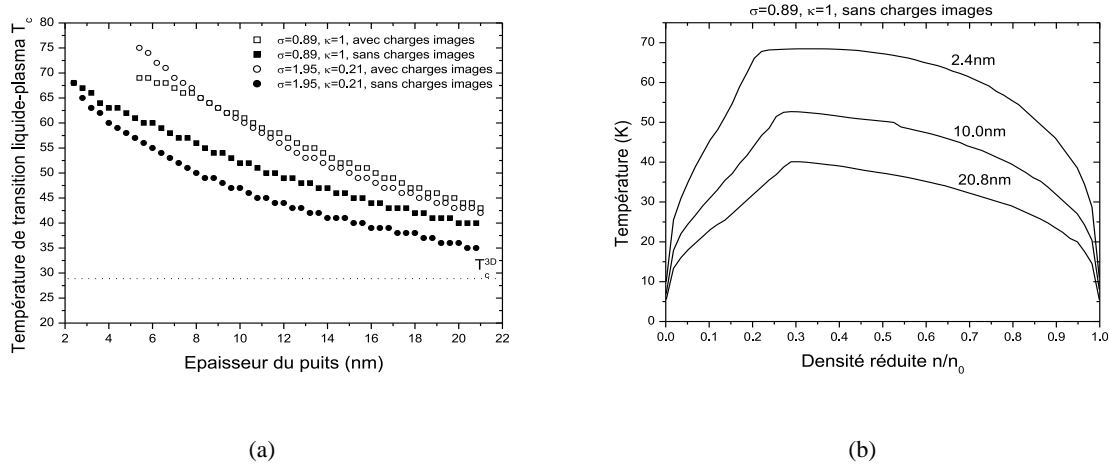 Température de transition liquide-plasma T_c
80
75
70
65
60
55
50
45
40
35
30
25
20
σ=0.89, κ=1, avec charges images
σ=0.89, κ=1, sans charges images
σ=1.95, κ=0.21, avec charges images
σ=1.95, κ=0.21, sans charges images
T_c^3D
2 4 6 8 10 12 14 16 18 20 22
Epaisseur du puits (nm)
(a)
σ=0.89, κ=1, sans charges images
Température (K)
70
60
50
40
30
20
10
0
2.4nm
10.0nm
20.8nm
0.0 0.1 0.2 0.3 0.4 0.5 0.6 0.7 0.8 0.9 1.0
Densité réduite n/n_0
(b)